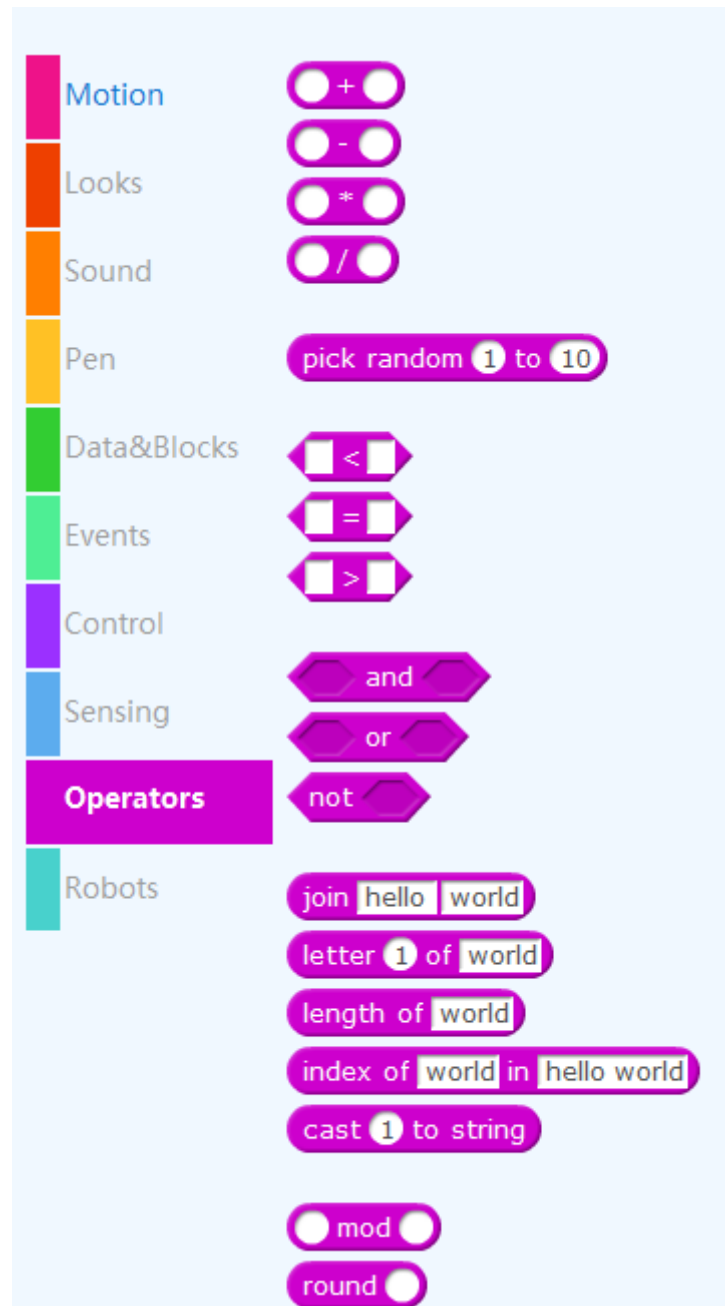 Motion
Looks
Sound
Pen
Data&Blocks
Events
Control
Sensing
Operators
Robots
+
-
*
/
pick random 1 to 10
<
=
>
and
or
not
join hello world
letter 1 of world
length of world
index of world in hello world
cast 1 to string
mod
round